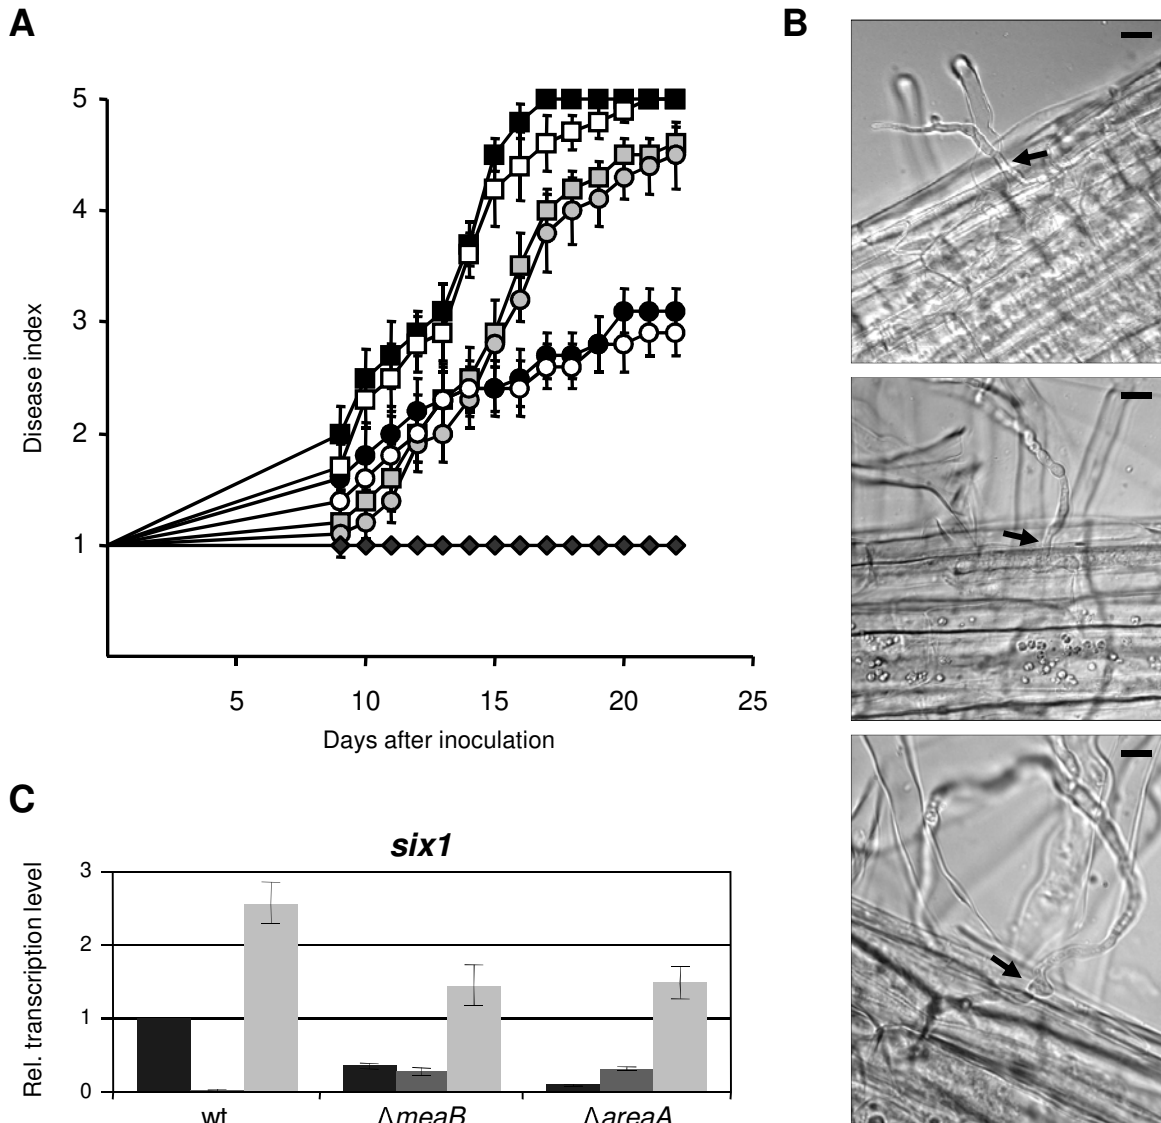 A
B
5
4
3
2
1
Disease index
5
10
15
20
25
Days after inoculation
C
six1
Rel. transcription level
3
2
1
0
wt
ΔmeaB
ΔareaA